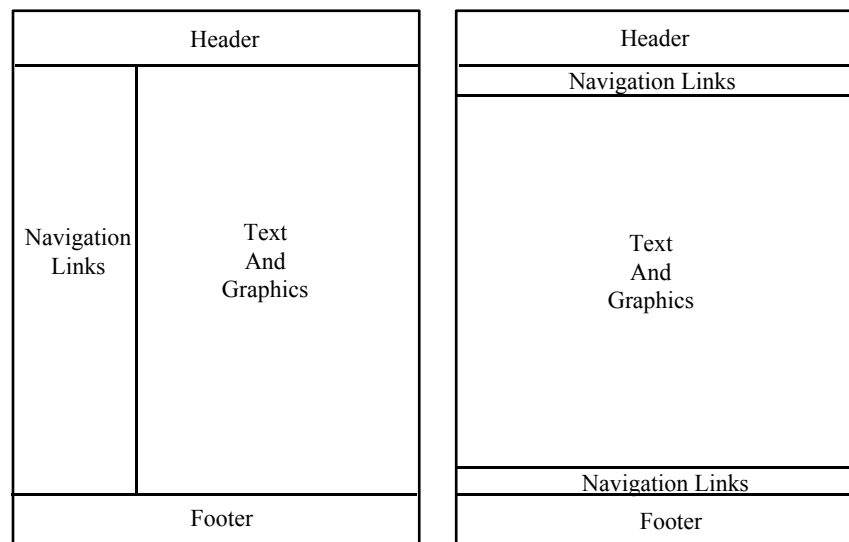 Header
Navigation
Links
Text
And
Graphics
Footer
Header
Navigation Links
Text
And
Graphics
Navigation Links
Footer